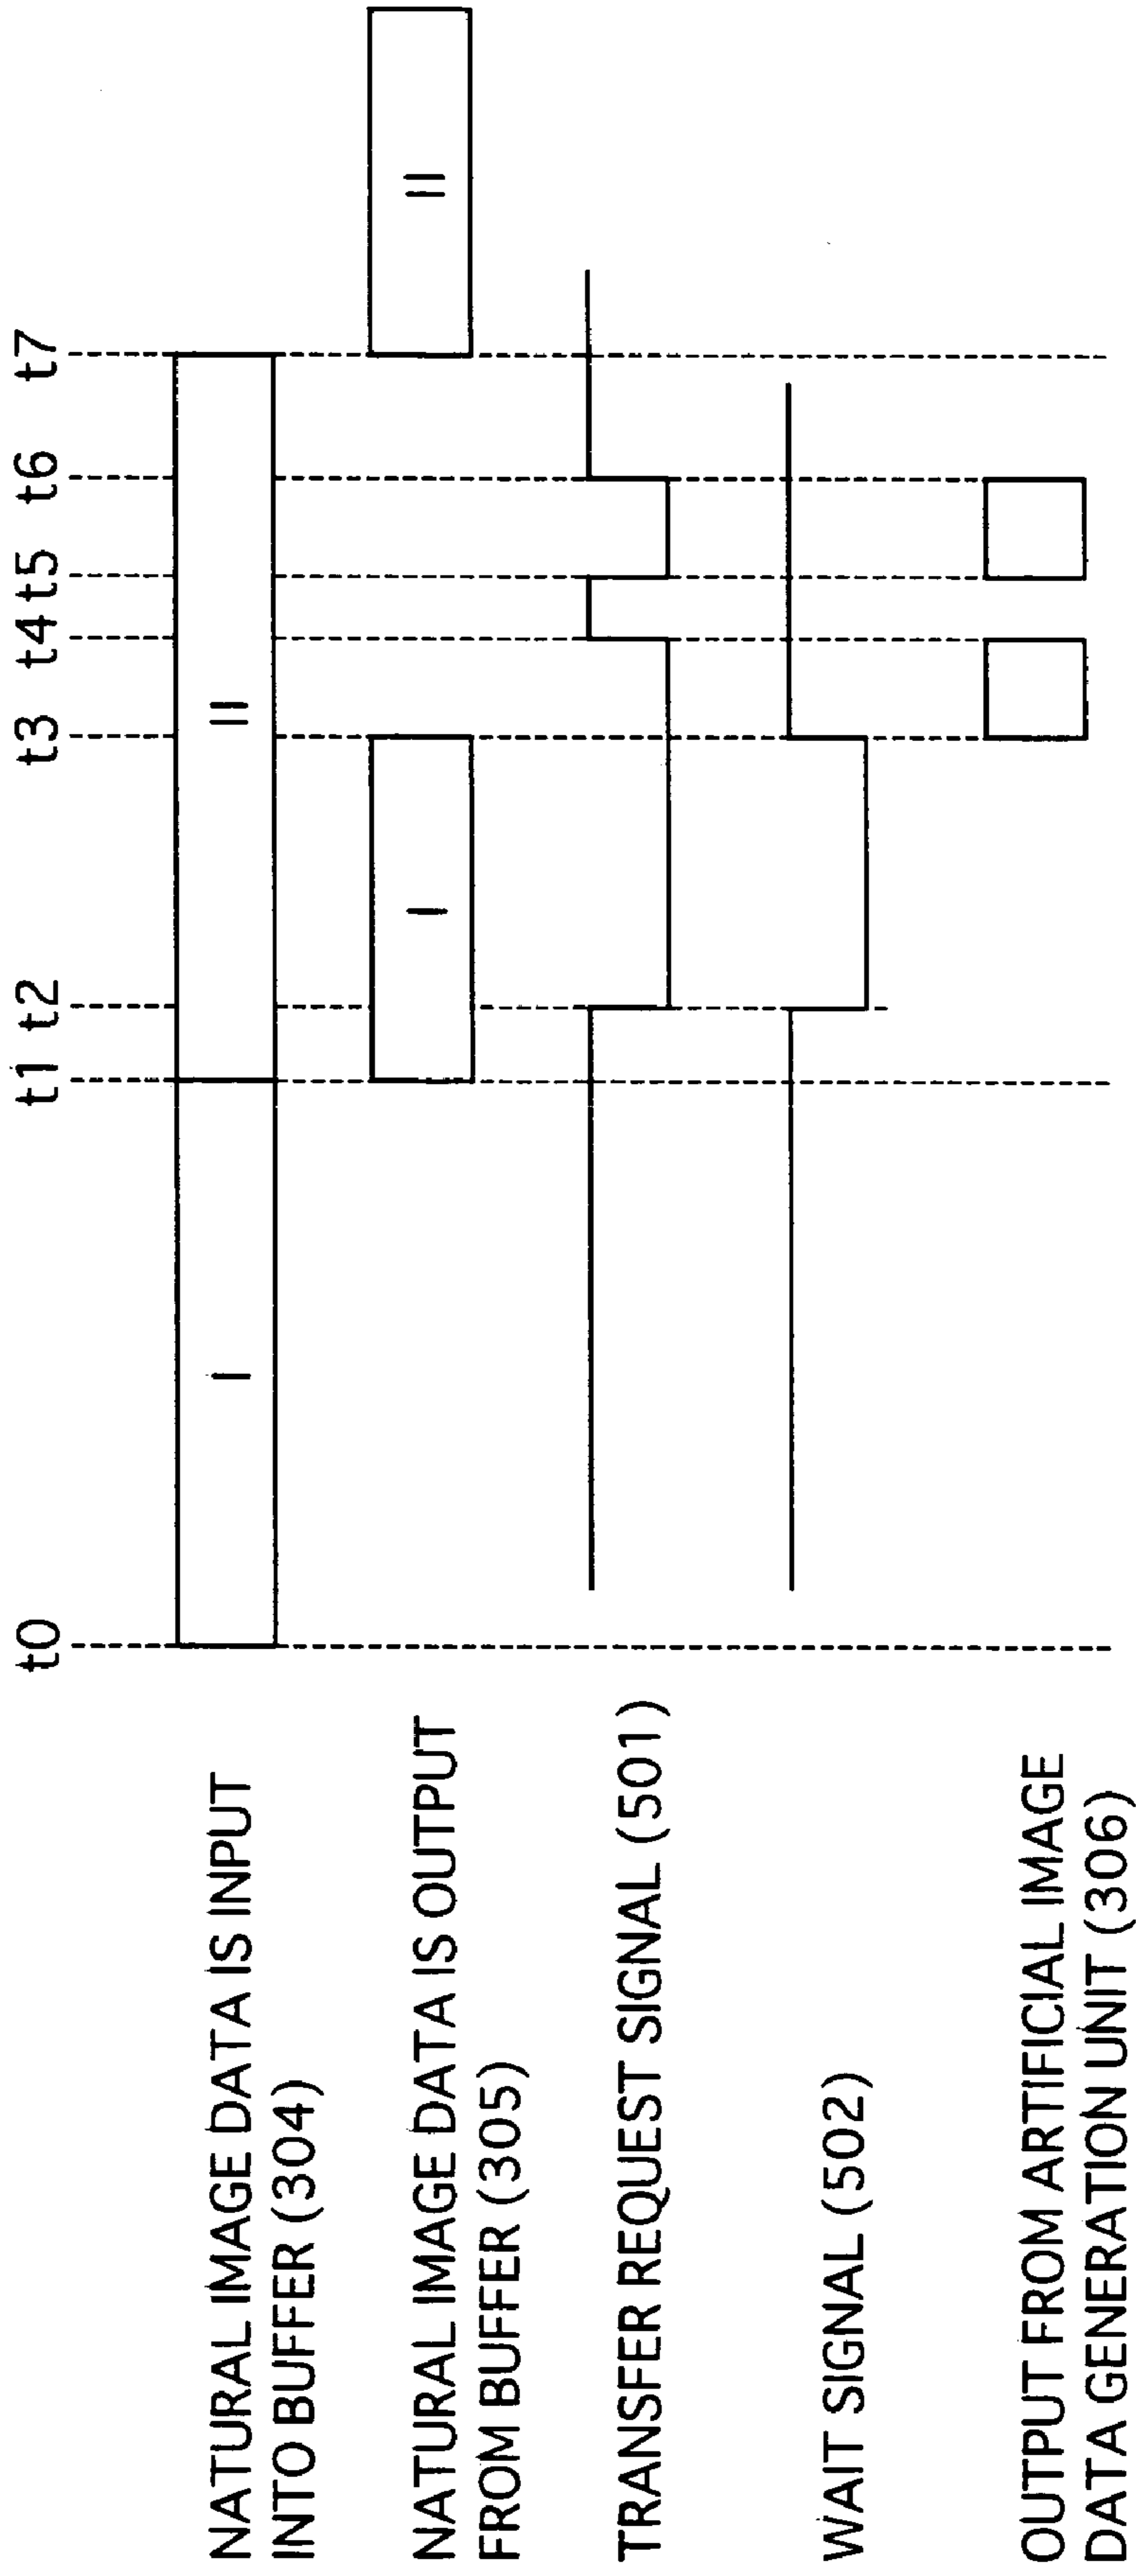 t0 t1 t2 t3 t4 t5 t6 t7
NATURAL IMAGE DATA IS INPUT
INTO BUFFER (304)
I II
NATURAL IMAGE DATA IS OUTPUT
FROM BUFFER (305)
I II
TRANSFER REQUEST SIGNAL (501)
WAIT SIGNAL (502)
OUTPUT FROM ARTIFICIAL IMAGE
DATA GENERATION UNIT (306)